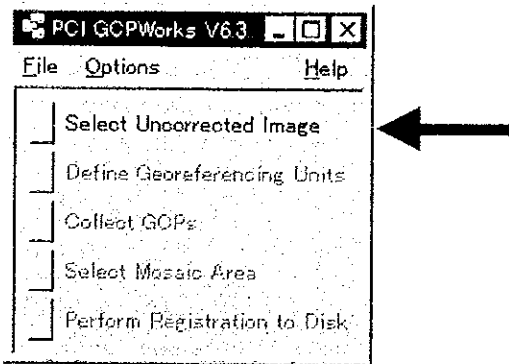 PCI GCPWorks V6.3
File Options Help
Select Uncorrected Image
Define Georeferencing Units
Collect GCPs
Select Mosaic Area
Perform Registration to Disk